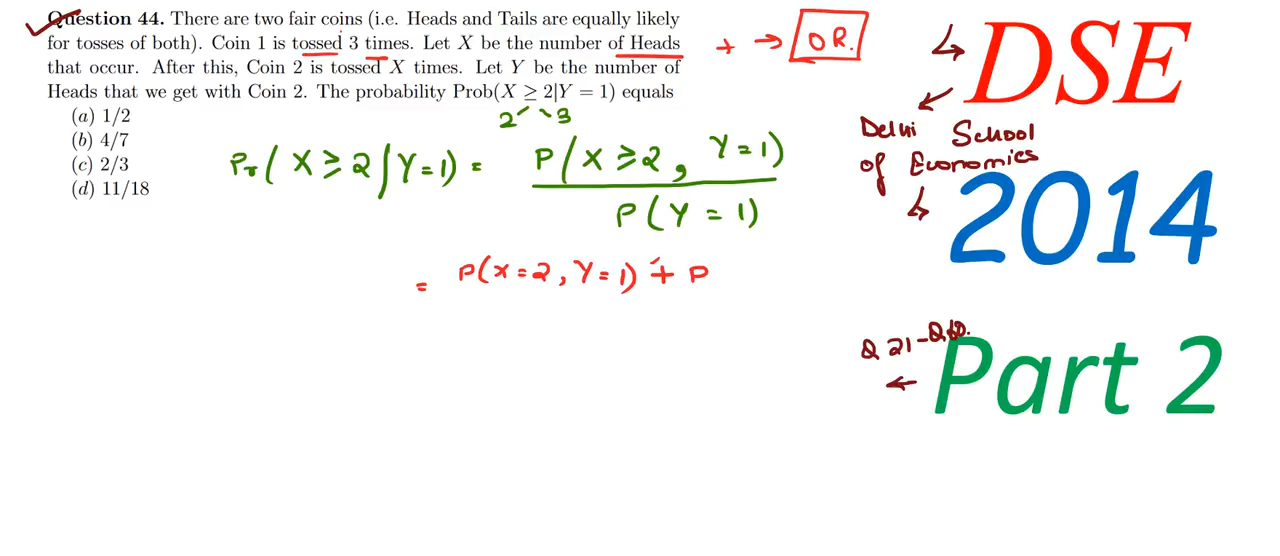 Question 44. There are two fair coins (i.e. Heads and Tails are equally likely
for tosses of both). Coin 1 is tossed 3 times. Let X be the number of Heads
that occur. After this, Coin 2 is tossed X times. Let Y be the number of
Heads that we get with Coin 2. The probability Prob(X ≥ 2|Y = 1) equals
(a) 1/2
(b) 4/7
(c) 2/3
(d) 11/18
2 3
Pr(X ≥ 2 / Y = 1) = P(X ≥ 2, Y = 1)
P(Y = 1)
= P(X = 2, Y = 1) + P
+ → OR.
DSE
Delhi School
of Economics
2014
Q 21 - Q 60.
Part 2